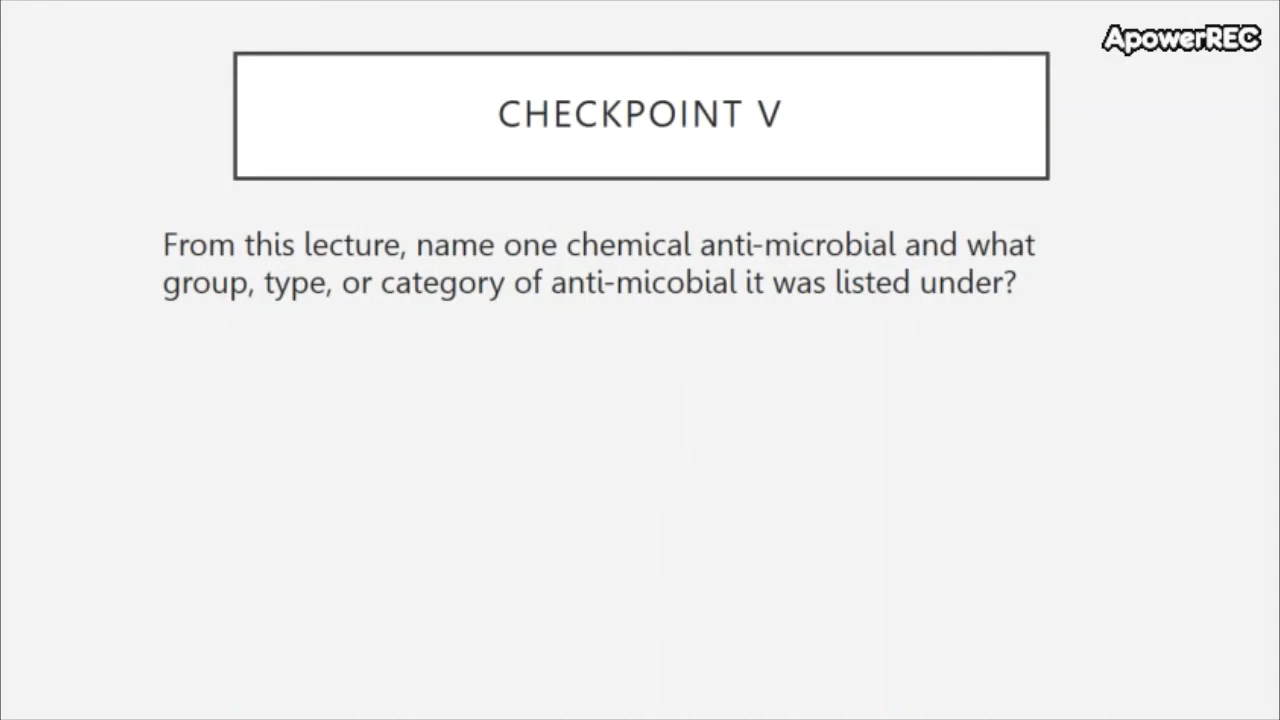 ApowerREC
CHECKPOINT V
From this lecture, name one chemical anti-microbial and what
group, type, or category of anti-micobial it was listed under?